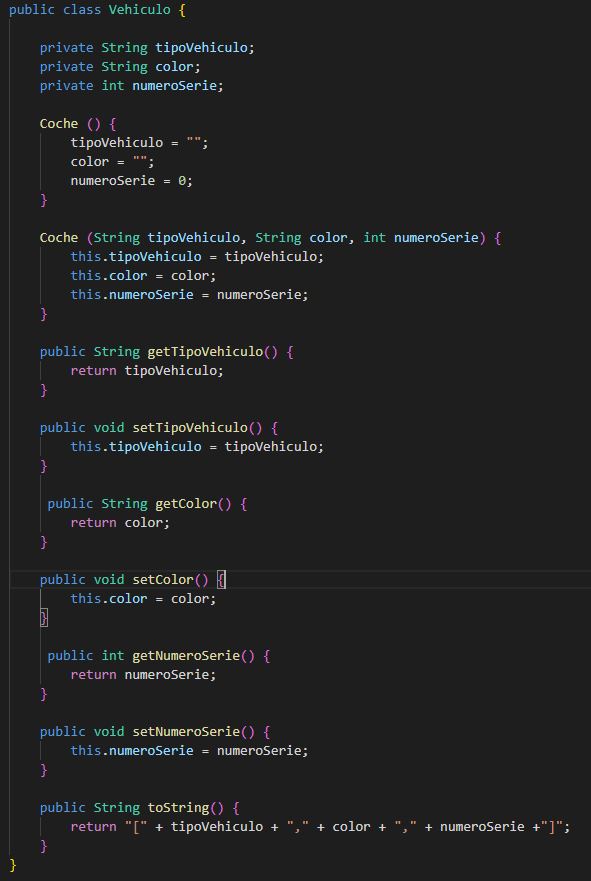 public class Vehiculo {
private String tipoVehiculo;
private String color;
private int numeroSerie;
Coche () {
tipoVehiculo = "";
color = "";
numeroSerie = 0;
}
Coche (String tipoVehiculo, String color, int numeroSerie) {
this.tipoVehiculo = tipoVehiculo;
this.color = color;
this.numeroSerie = numeroSerie;
}
public String getTipoVehiculo() {
return tipoVehiculo;
}
public void setTipoVehiculo() {
this.tipoVehiculo = tipoVehiculo;
}
public String getColor() {
return color;
}
public void setColor() {
this.color = color;
}
public int getNumeroSerie() {
return numeroSerie;
}
public void setNumeroSerie() {
this.numeroSerie = numeroSerie;
}
public String toString() {
return "[" + tipoVehiculo + "," + color + "," + numeroSerie +"]";
}
}